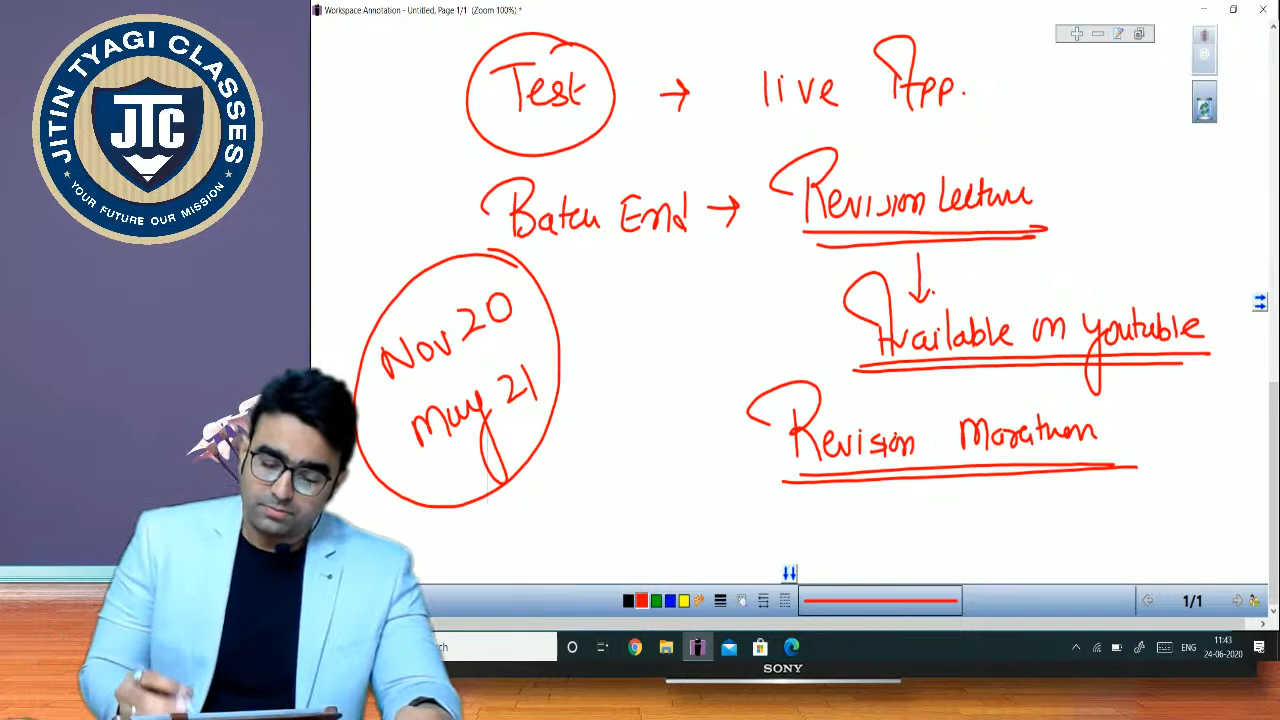 Workspace Annotation - Untitled, Page 1/1 (Zoom 100%) *
JITIN TYAGI CLASSES
JTC
YOUR FUTURE OUR MISSION
Test → live App.
Batch End → Revision Lecture
↓
Available on youtuble
Nov 20
May 21
Revision Marathon
1/1
arch
ENG
11:43
24-06-2020
SONY